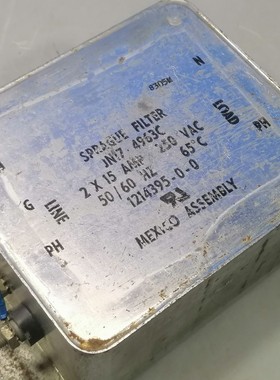 SPRAGUE FILTER
JN17-4963C
2 X 15 AMP 250 VAC
50/60 HZ 65°C
1214395-0-0
MEXICO ASSEMBLY
N
LOAD
PH
G
LINE
PH